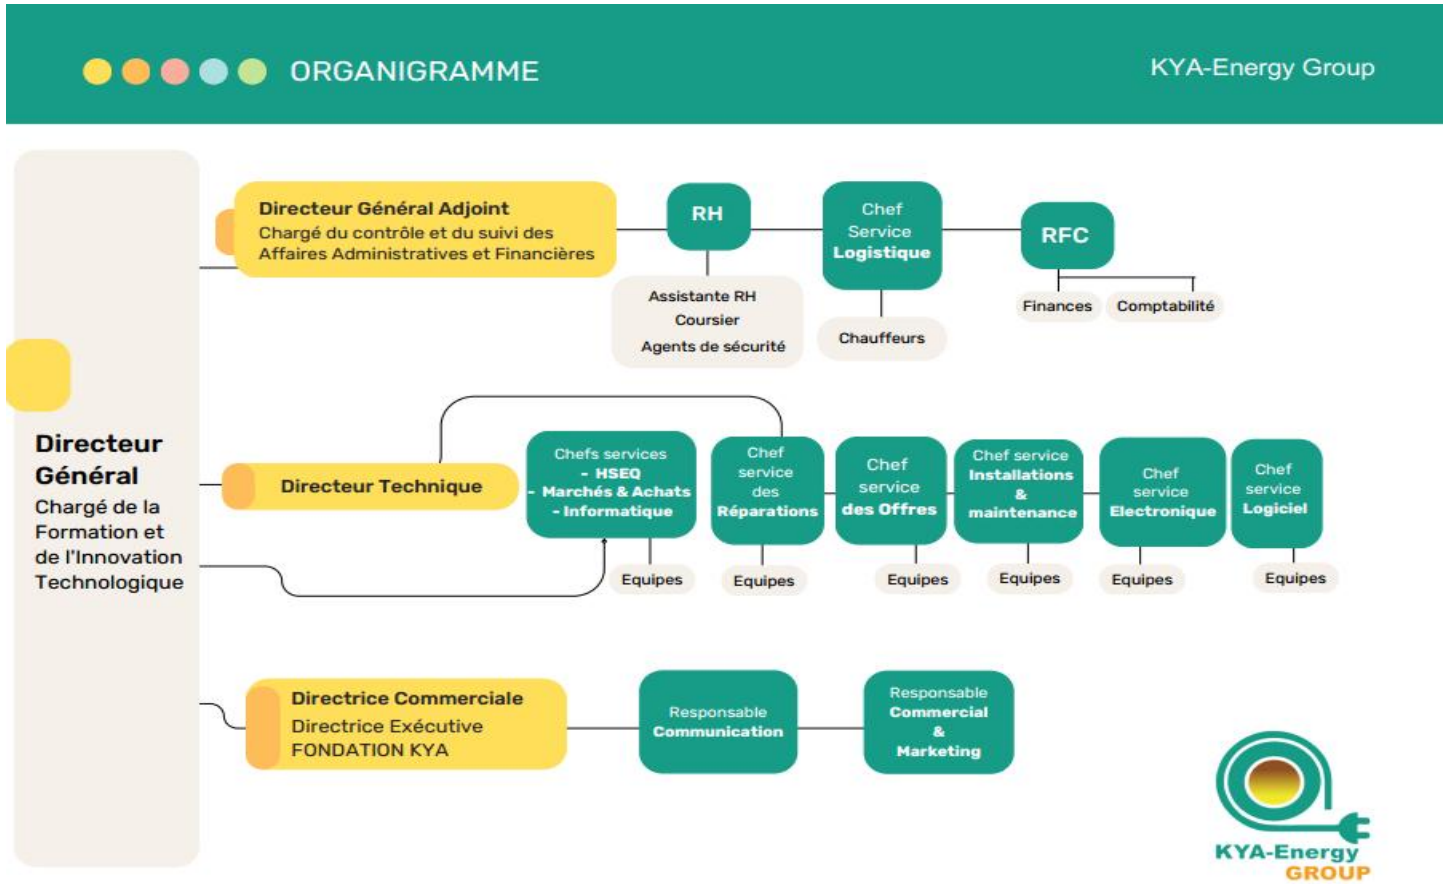 ORGANIGRAMME
KYA-Energy Group
Directeur
Général
Chargé de la
Formation et
de l'Innovation
Technologique
Directeur Général Adjoint
Chargé du contrôle et du suivi des
Affaires Administratives et Financières
RH
Assistante RH
Coursier
Agents de sécurité
Chef
Service
Logistique
Chauffeurs
RFC
Finances
Comptabilité
Directeur Technique
Chefs services
- HSEQ
- Marchés & Achats
- Informatique
Equipes
Chef
service
des
Réparations
Equipes
Chef
service
des Offres
Equipes
Chef service
Installations
&
maintenance
Equipes
Chef
service
Electronique
Equipes
Chef
service
Logiciel
Equipes
Directrice Commerciale
Directrice Exécutive
FONDATION KYA
Responsable
Communication
Responsable
Commercial
&
Marketing
KYA-Energy
GROUP